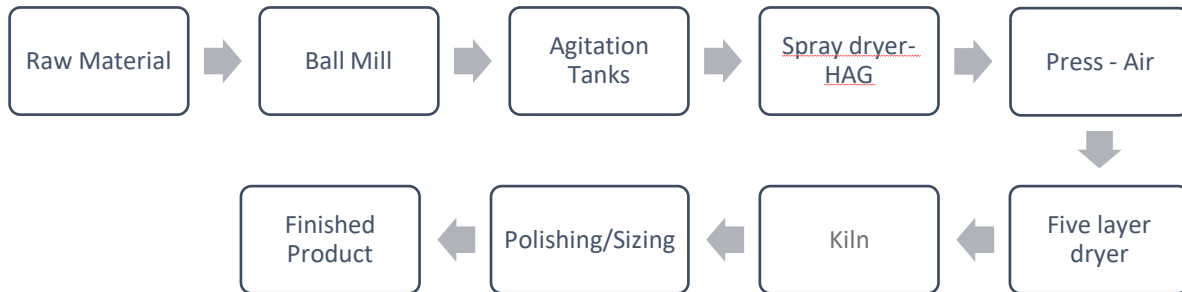 Raw Material
Ball Mill
Agitation
Tanks
Spray dryer-
HAG
Press - Air
Five layer
dryer
Kiln
Polishing/Sizing
Finished
Product